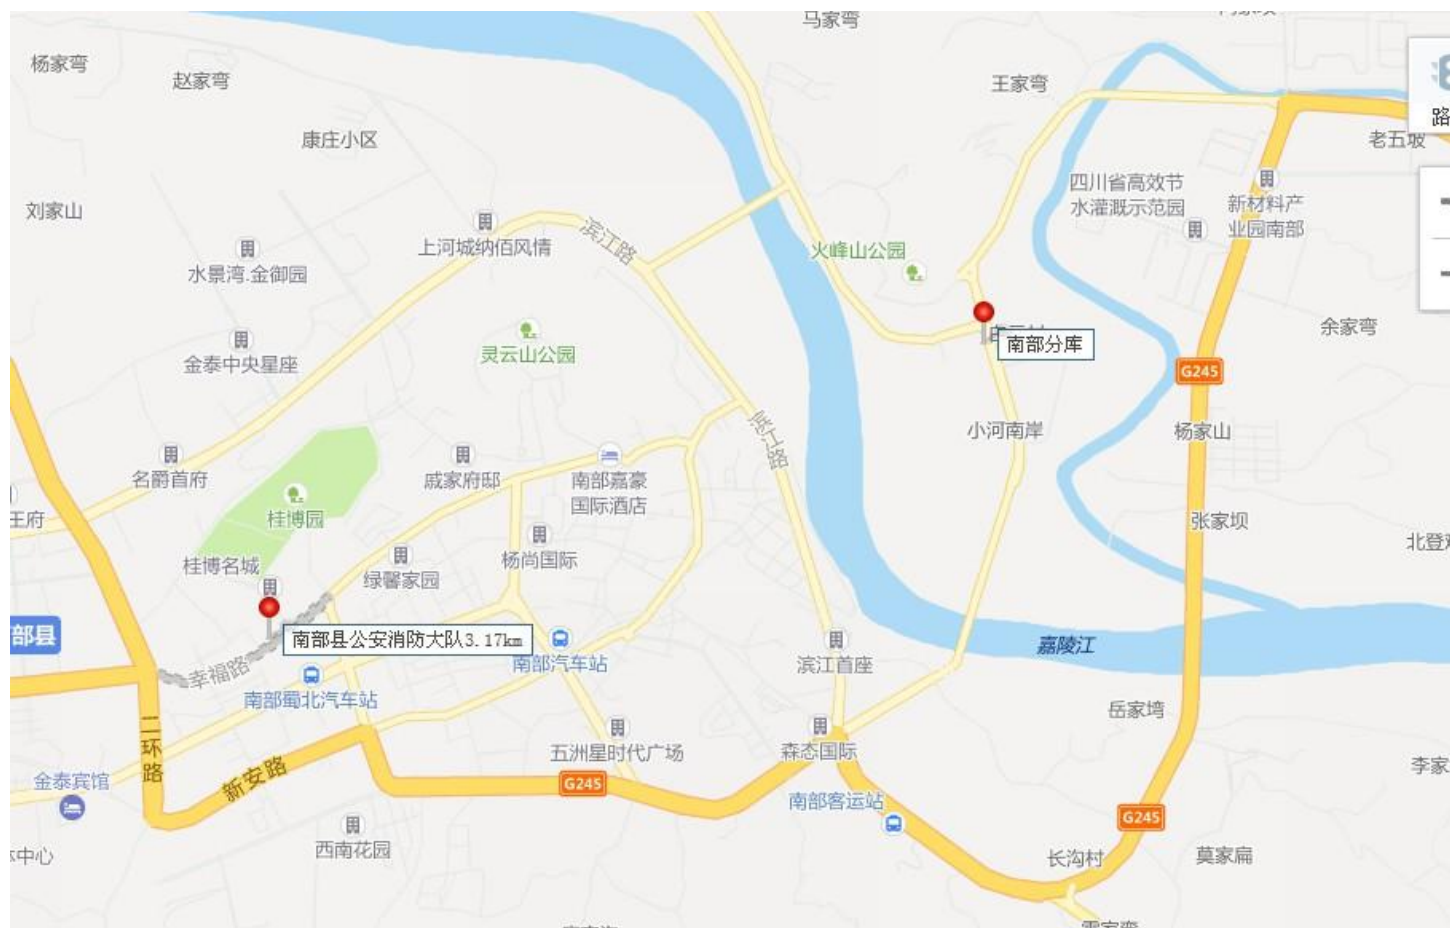 马家弯
杨家弯
赵家弯
王家弯
路
康庄小区
老五坡
刘家山
四川省高效节
水灌溉示范园
新材料产
业园南部
上河城纳佰风情
滨江路
火峰山公园
水景湾.金御园
余家弯
南部分库
灵云山公园
金泰中央星座
G245
滨江路
小河南岸
杨家山
名爵首府
戚家府邸
南部嘉豪
国际酒店
王府
桂博园
张家坝
北登
桂博名城
绿馨家园
杨尚国际
部县
南部县公安消防大队3.17km
南部汽车站
滨江首座
嘉陵江
幸福路
南部蜀北汽车站
岳家塆
二环路
五洲星时代广场
森态国际
李家
金泰宾馆
新安路
G245
南部客运站
G245
西南花园
中心
长沟村
莫家扁